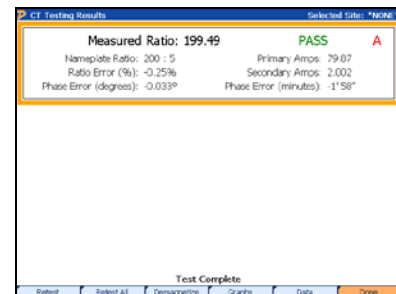 CT Testing Results Selected Site: *NONE
Measured Ratio: 199.49 PASS A
Nameplate Ratio: 200 : 5 Primary Amps: 79.87
Ratio Error (%): -0.25% Secondary Amps: 2.002
Phase Error (degrees): -0.033º Phase Error (minutes): -1' 58"
Test Complete
Retest Retest All Demagnetize Graphs Data Done